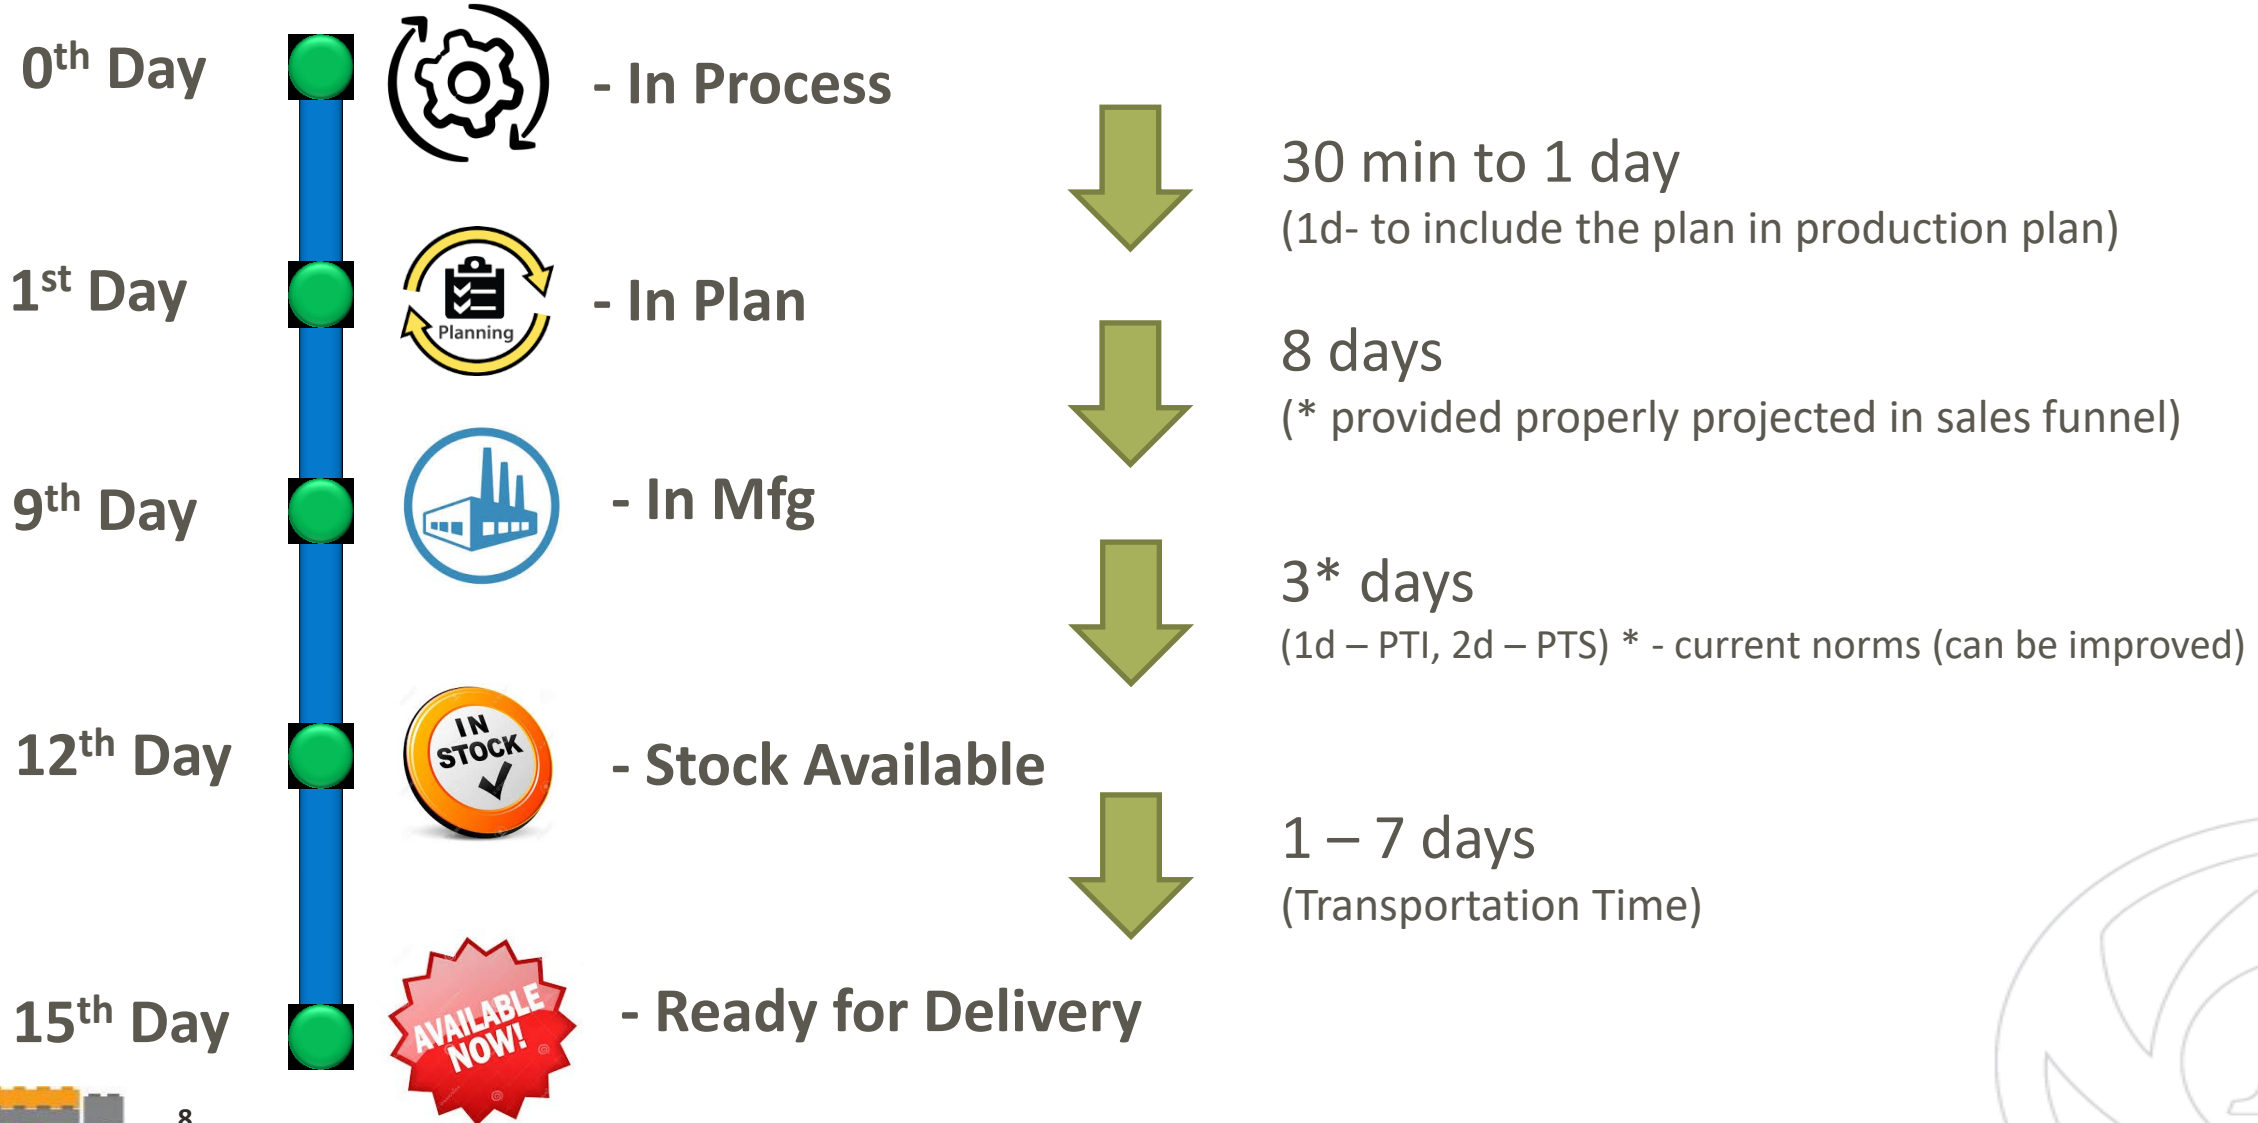 0th Day
- In Process
30 min to 1 day
(1d- to include the plan in production plan)
1st Day
Planning
- In Plan
8 days
(* provided properly projected in sales funnel)
9th Day
- In Mfg
3* days
(1d – PTI, 2d – PTS) * - current norms (can be improved)
12th Day
IN
STOCK
- Stock Available
1 – 7 days
(Transportation Time)
15th Day
AVAILABLE
NOW!
- Ready for Delivery
8